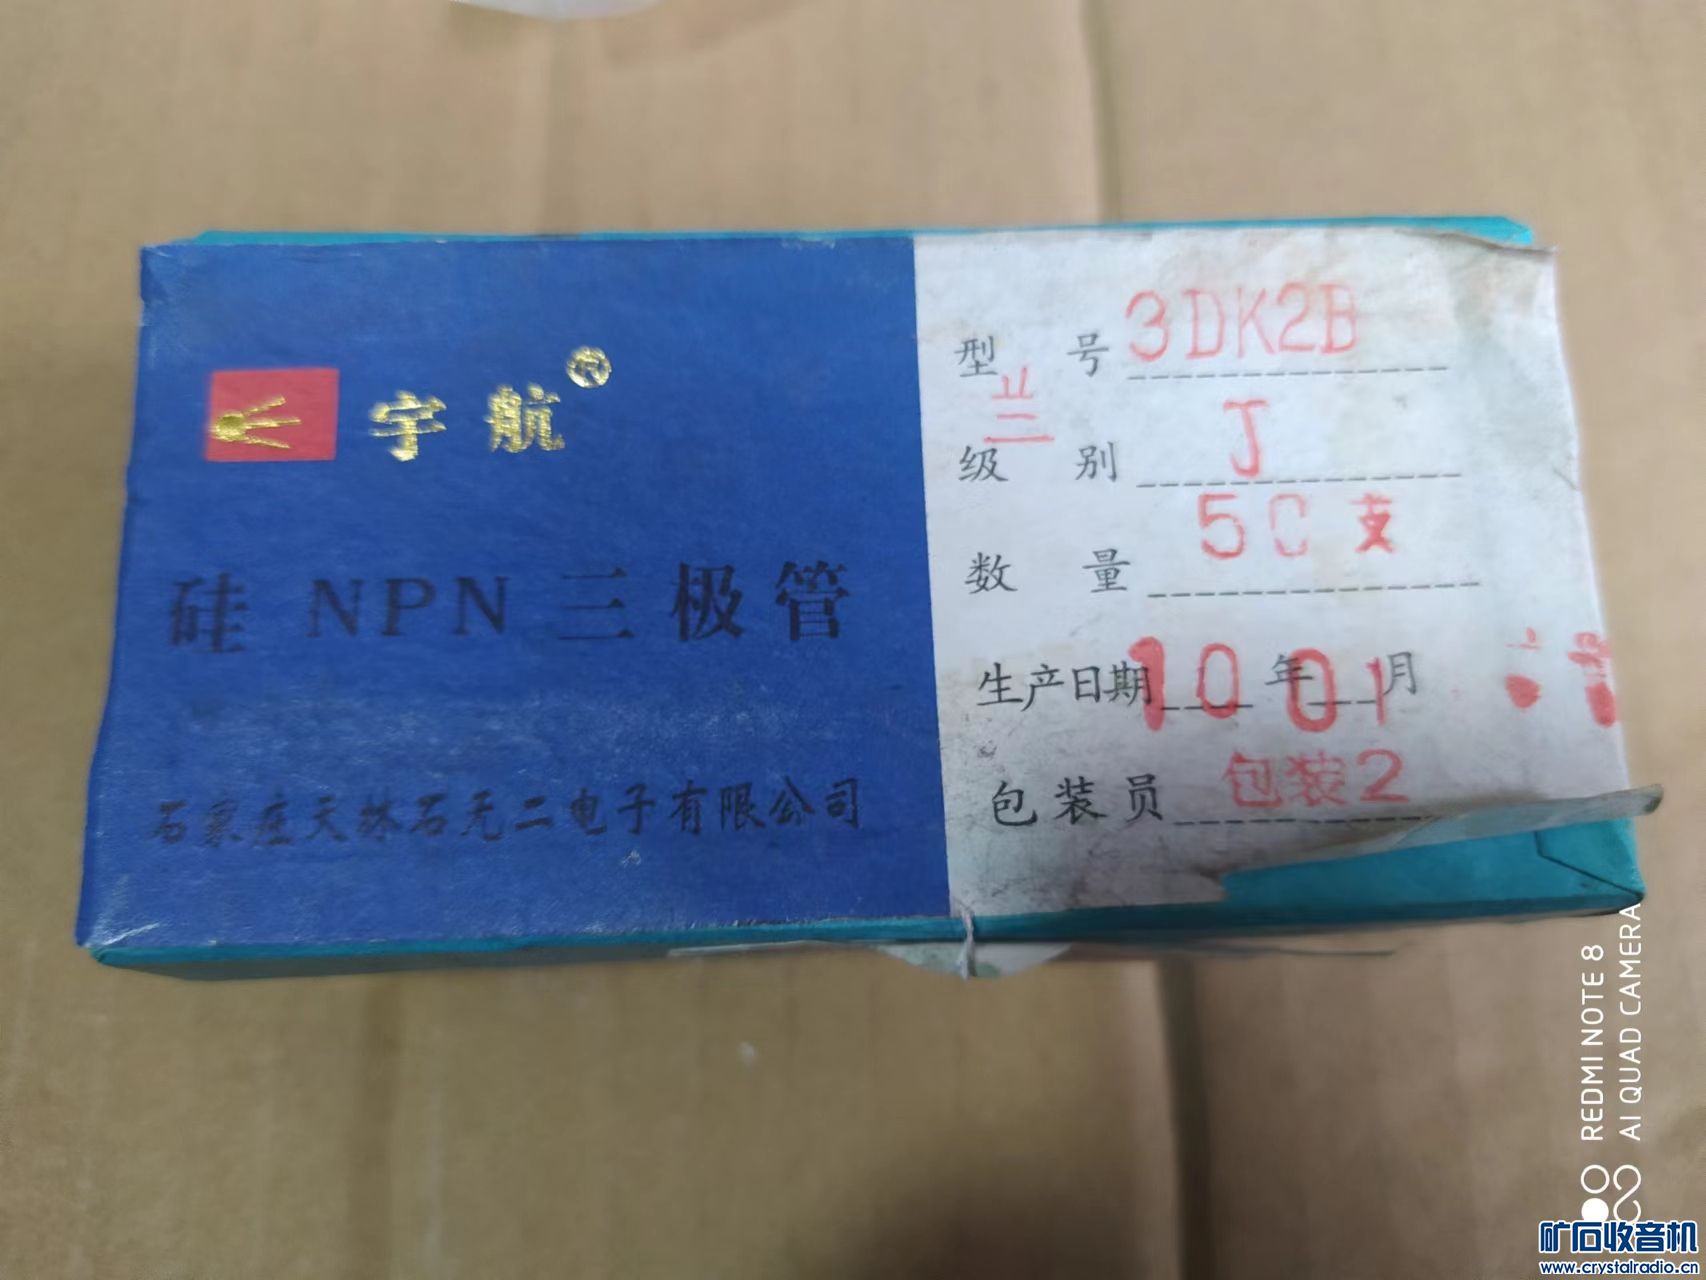 宇航®
硅 NPN 三极管
石家庄天林石无二电子有限公司
型 号 3DK2B
兰
级 别 J
数 量 50 支
生产日期 10 年 01 月
包装员 包装2
REDMI NOTE 8
AI QUAD CAMERA
矿石收音机
www.crystalradio.cn